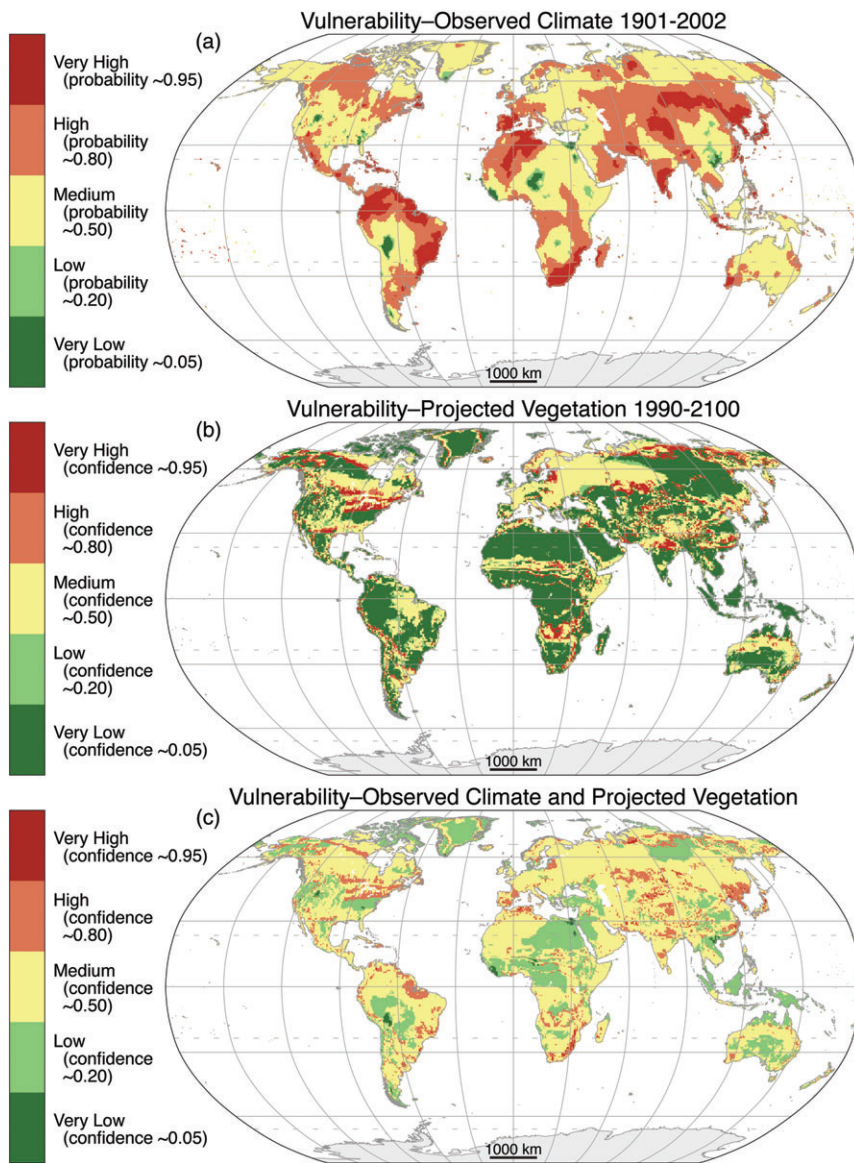 Vulnerability–Observed Climate 1901-2002
(a)
Very High
(probability ~0.95)
High
(probability
~0.80)
Medium
(probability
~0.50)
Low
(probability
~0.20)
Very Low
(probability ~0.05)
1000 km
Vulnerability–Projected Vegetation 1990-2100
(b)
Very High
(confidence ~0.95)
High
(confidence
~0.80)
Medium
(confidence
~0.50)
Low
(confidence
~0.20)
Very Low
(confidence ~0.05)
1000 km
Vulnerability–Observed Climate and Projected Vegetation
(c)
Very High
(confidence ~0.95)
High
(confidence
~0.80)
Medium
(confidence
~0.50)
Low
(confidence
~0.20)
Very Low
(confidence ~0.05)
1000 km